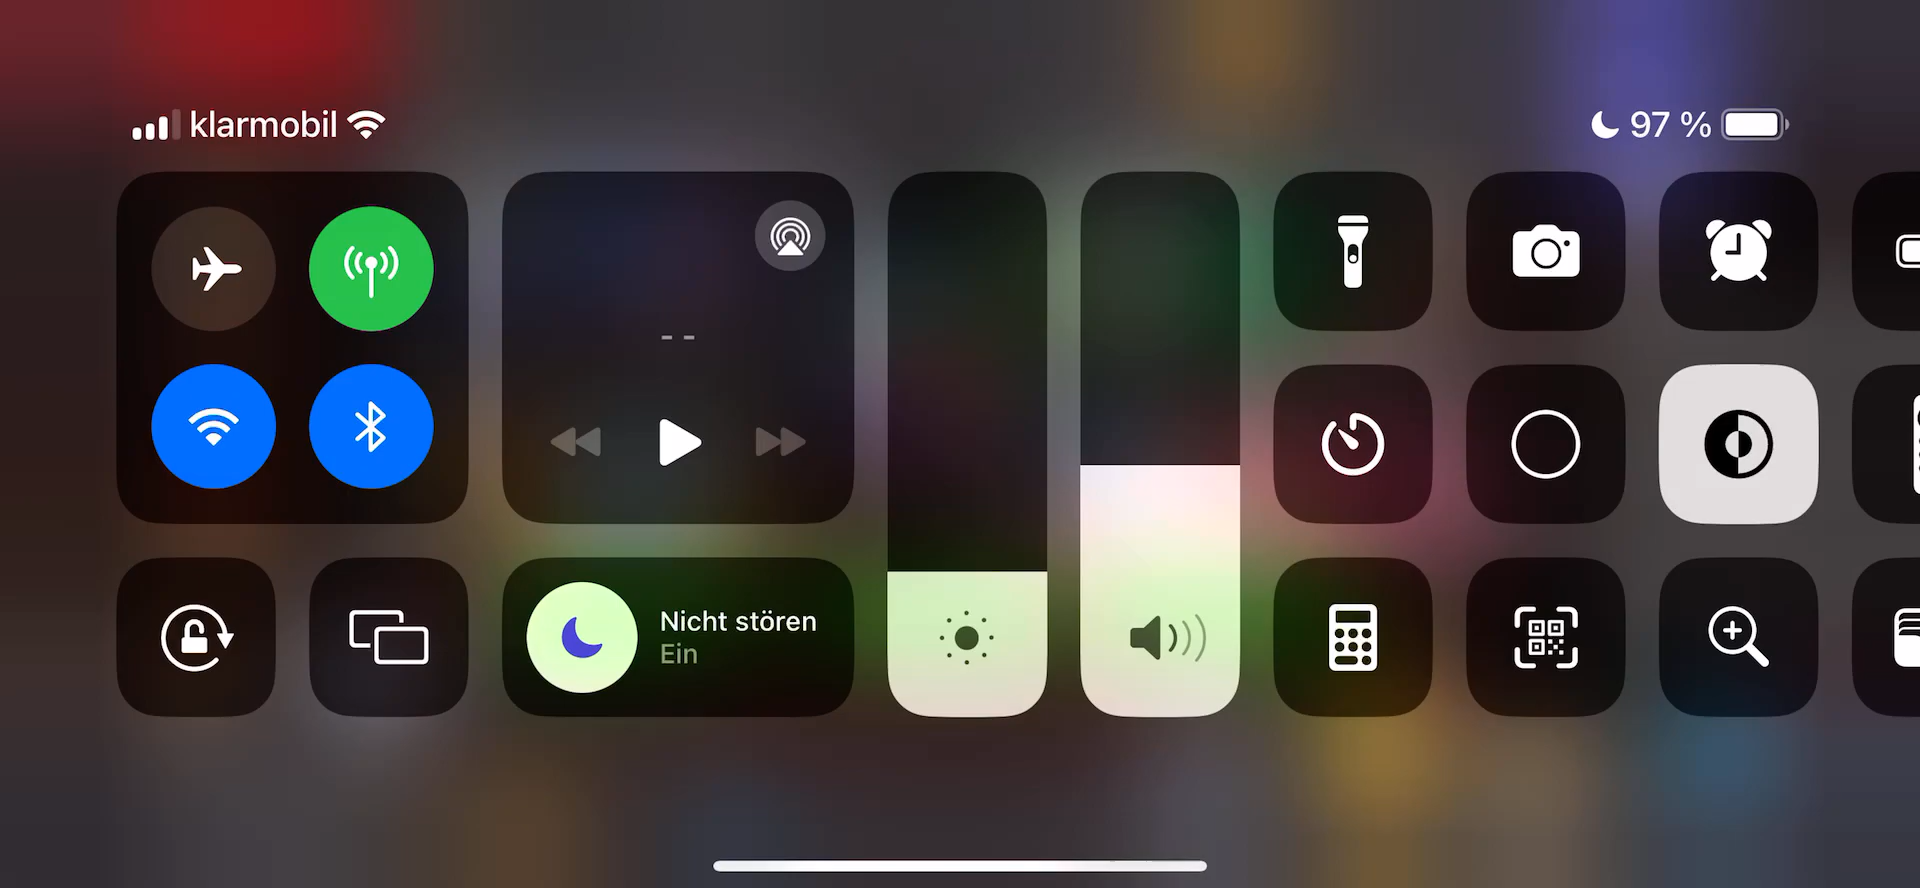 klarmobil
97 %
--
Nicht stören
Ein